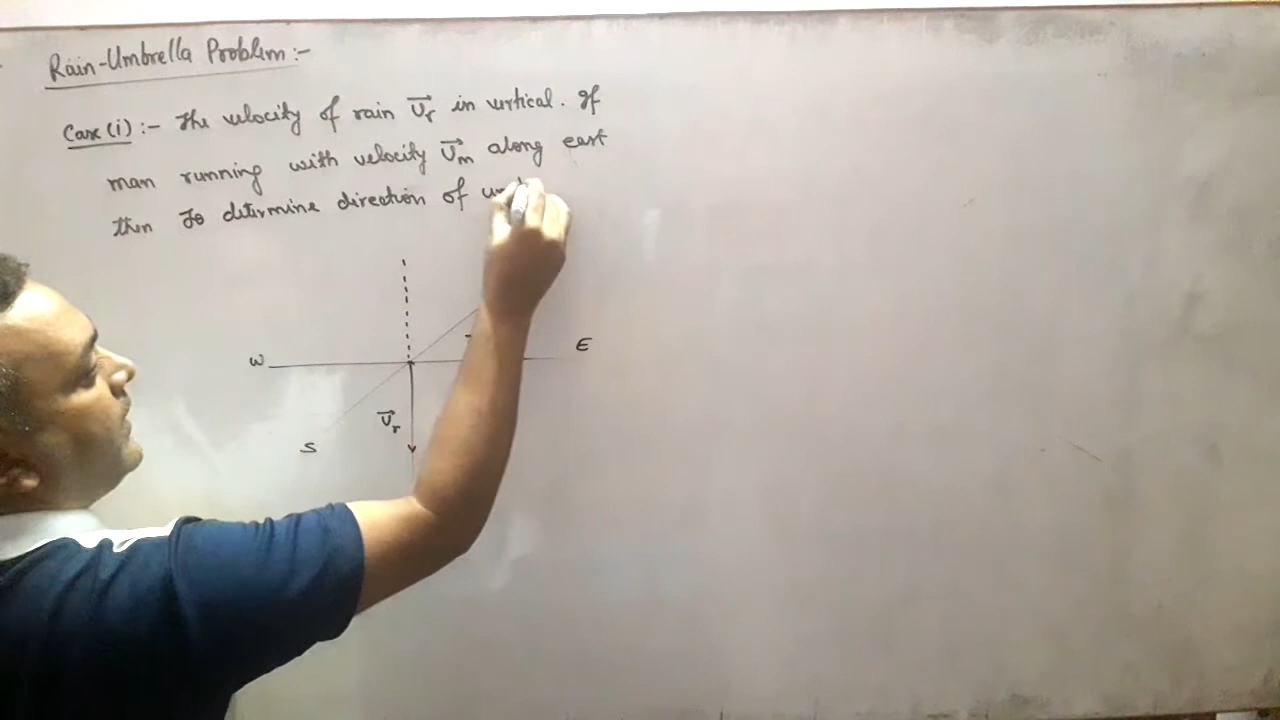 Rain-Umbrella Problem:-
Case (i):- The velocity of rain v⃗r in vertical. If
man running with velocity v⃗m along east
then To determine direction of
W
E
v⃗r
S